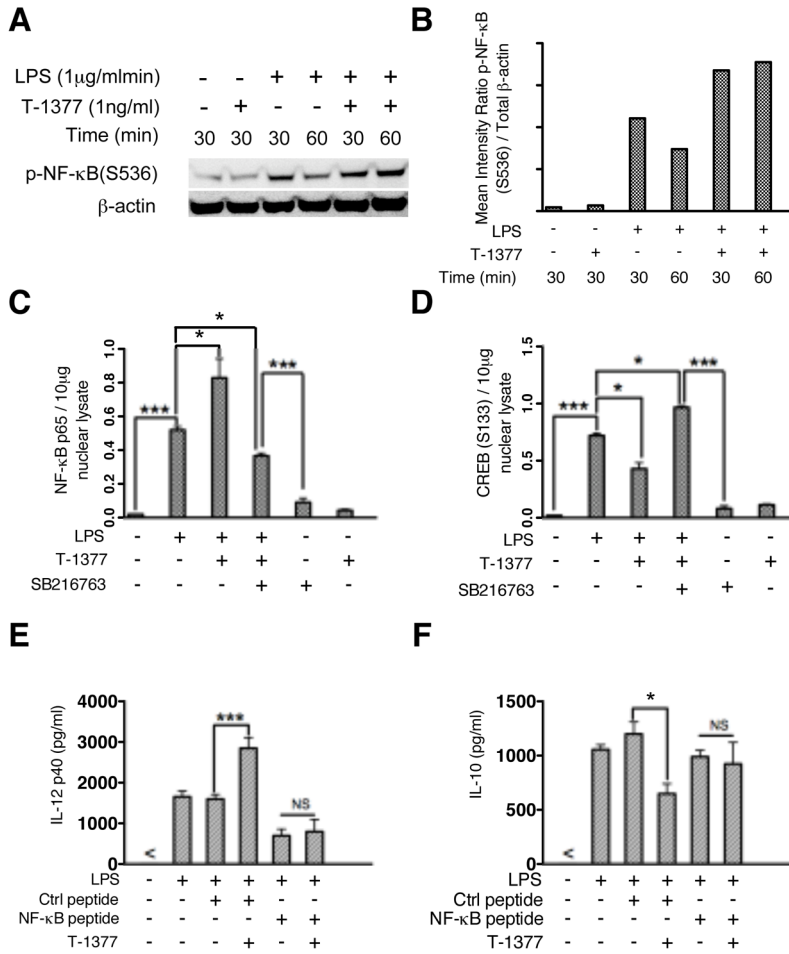 A
LPS (1μg/mlmin) - - + + + +
T-1377 (1ng/ml) - + - - + +
Time (min) 30 30 30 60 30 60
p-NF-κB(S536)
β-actin
B
Mean Intensity Ratio p-NF-κB
(S536) / Total β-actin
LPS - - + + + +
T-1377 - + - - + +
Time (min) 30 30 30 60 30 60
C
NF-κB p65 / 10μg
nuclear lysate
1.0
0.8
0.6
0.4
0.2
0.0
*
*
***
***
LPS - + + + - -
T-1377 - - + + - +
SB216763 - - - + + -
D
CREB (S133) / 10μg
nuclear lysate
1.5
1.0
0.5
0.0
*
***
*
***
LPS - + + + - -
T-1377 - - + + - +
SB216763 - - - + + -
E
IL-12 p40 (pg/ml)
4000
3000
2000
1000
0
***
NS
<
LPS - + + + + +
Ctrl peptide - - + + - -
NF-κB peptide - - - - + +
T-1377 - - - + - +
F
IL-10 (pg/ml)
1500
1000
500
0
*
NS
<
LPS - + + + + +
Ctrl peptide - - + + - -
NF-κB peptide - - - - + +
T-1377 - - - + - +